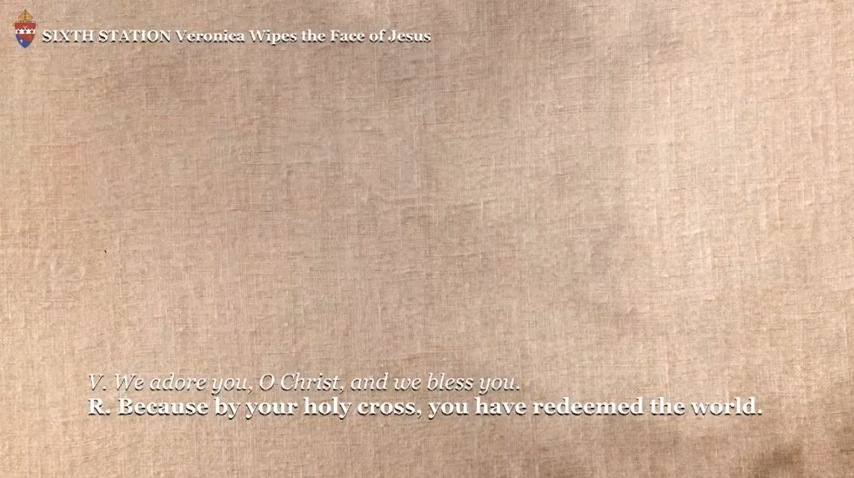 SIXTH STATION Veronica Wipes the Face of Jesus
V. We adore you, O Christ, and we bless you.
R. Because by your holy cross, you have redeemed the world.